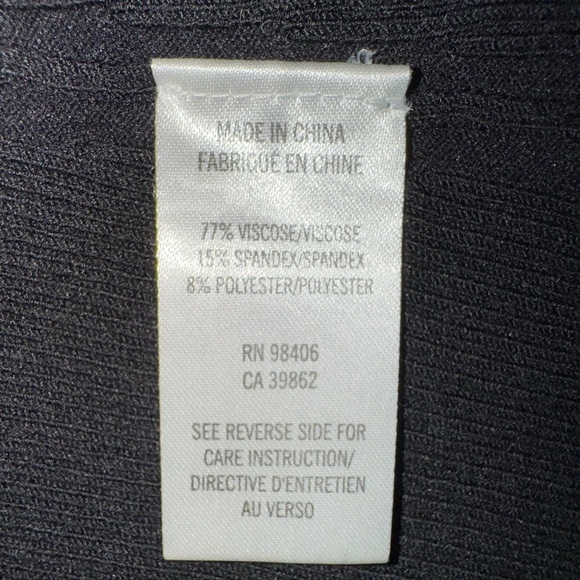 MADE IN CHINA
FABRIQUÉ EN CHINE
77% VISCOSE/VISCOSE
15% SPANDEX/SPANDEX
8% POLYESTER/POLYESTER
RN 98406
CA 39862
SEE REVERSE SIDE FOR
CARE INSTRUCTION/
DIRECTIVE D'ENTRETIEN
AU VERSO